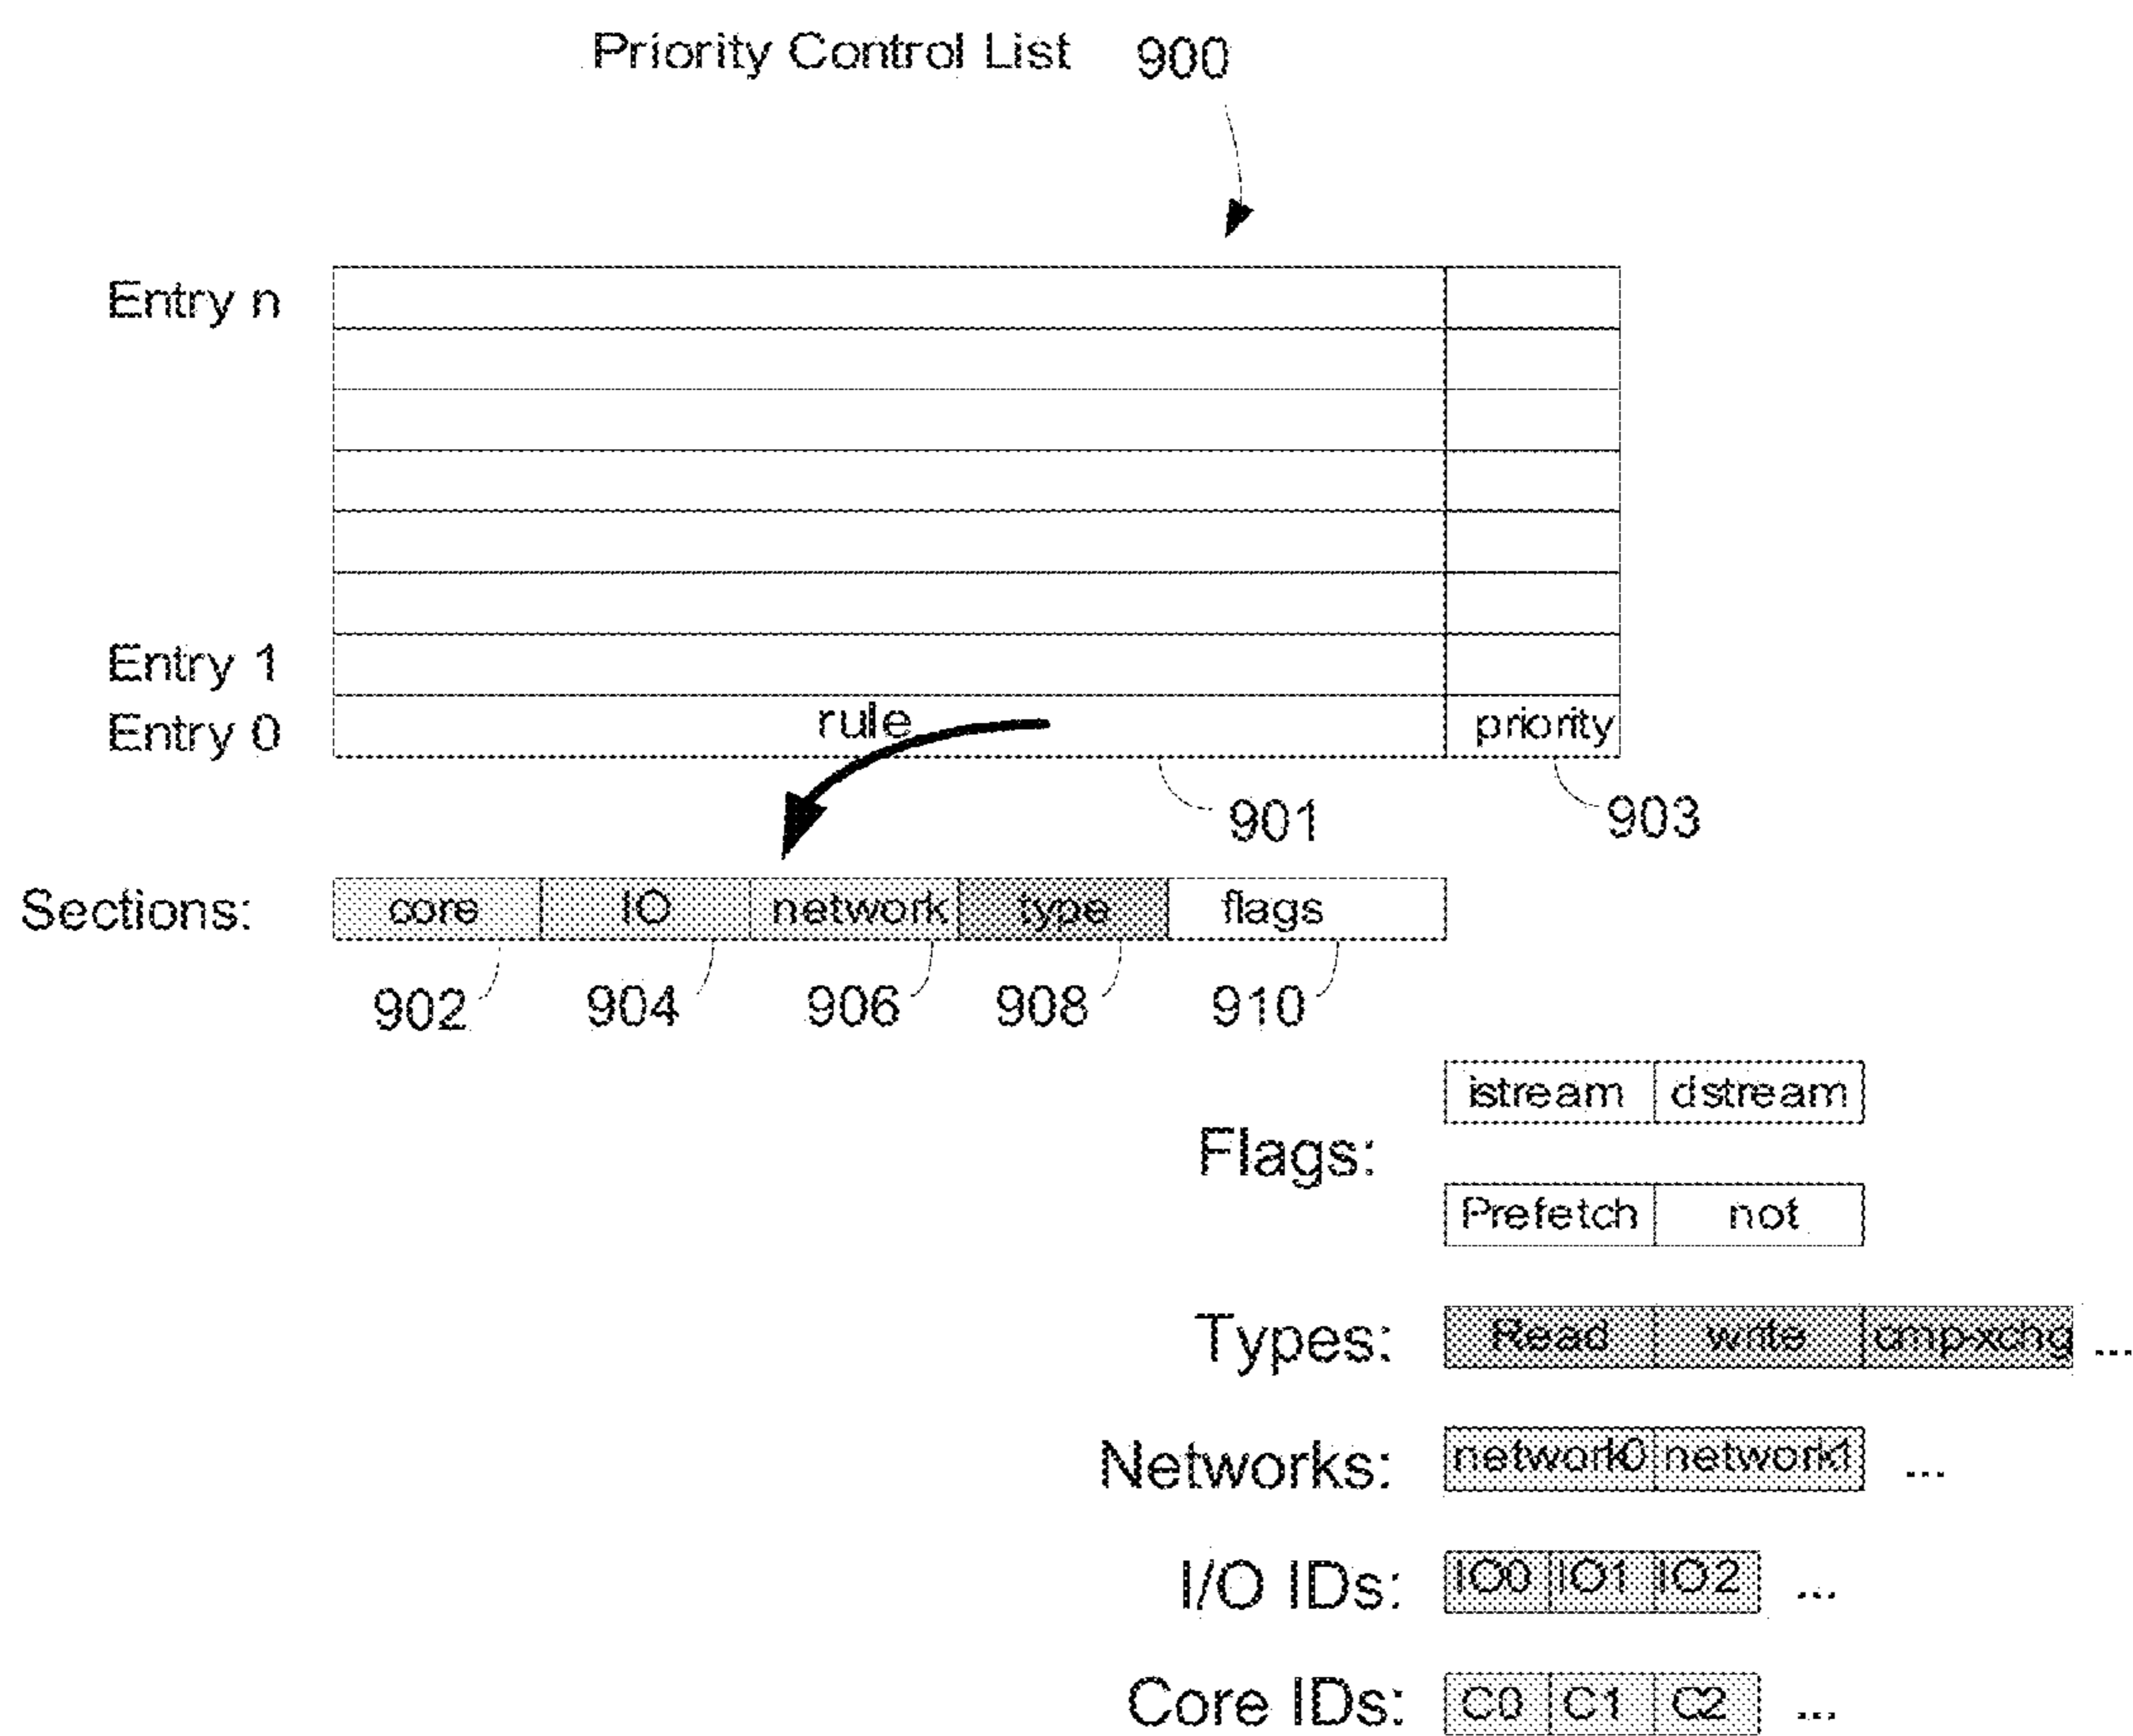 Priority Control List 900
Entry n
Entry 1
Entry 0 rule priority
901 903
Sections: core IO network type flags
902 904 906 908 910
istream dstream
Flags:
Prefetch not
Types: Read write cmp-xchg ...
Networks: network0 network1 ...
I/O IDs: IO0 IO1 IO2 ...
Core IDs: C0 C1 C2 ...